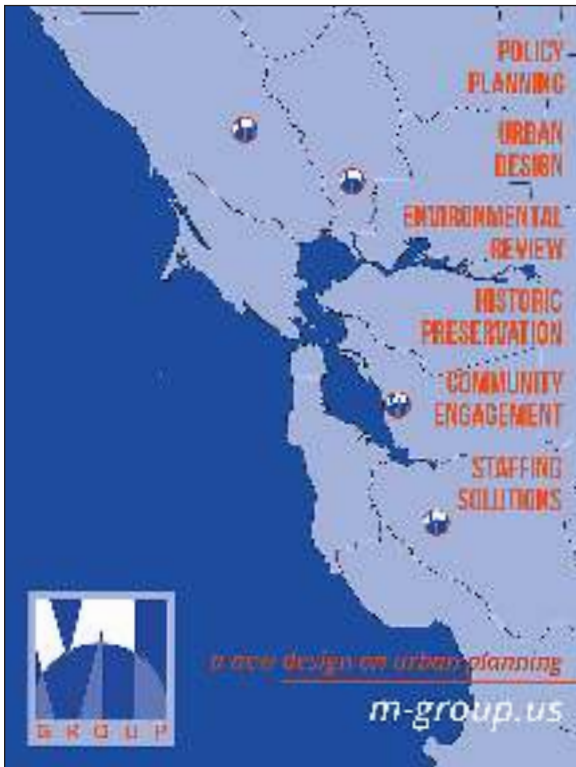 POLICY
PLANNING
URBAN
DESIGN
ENVIRONMENTAL
REVIEW
HISTORIC
PRESERVATION
COMMUNITY
ENGAGEMENT
STAFFING
SOLUTIONS
a new design on urban planning
m-group.us
GROUP